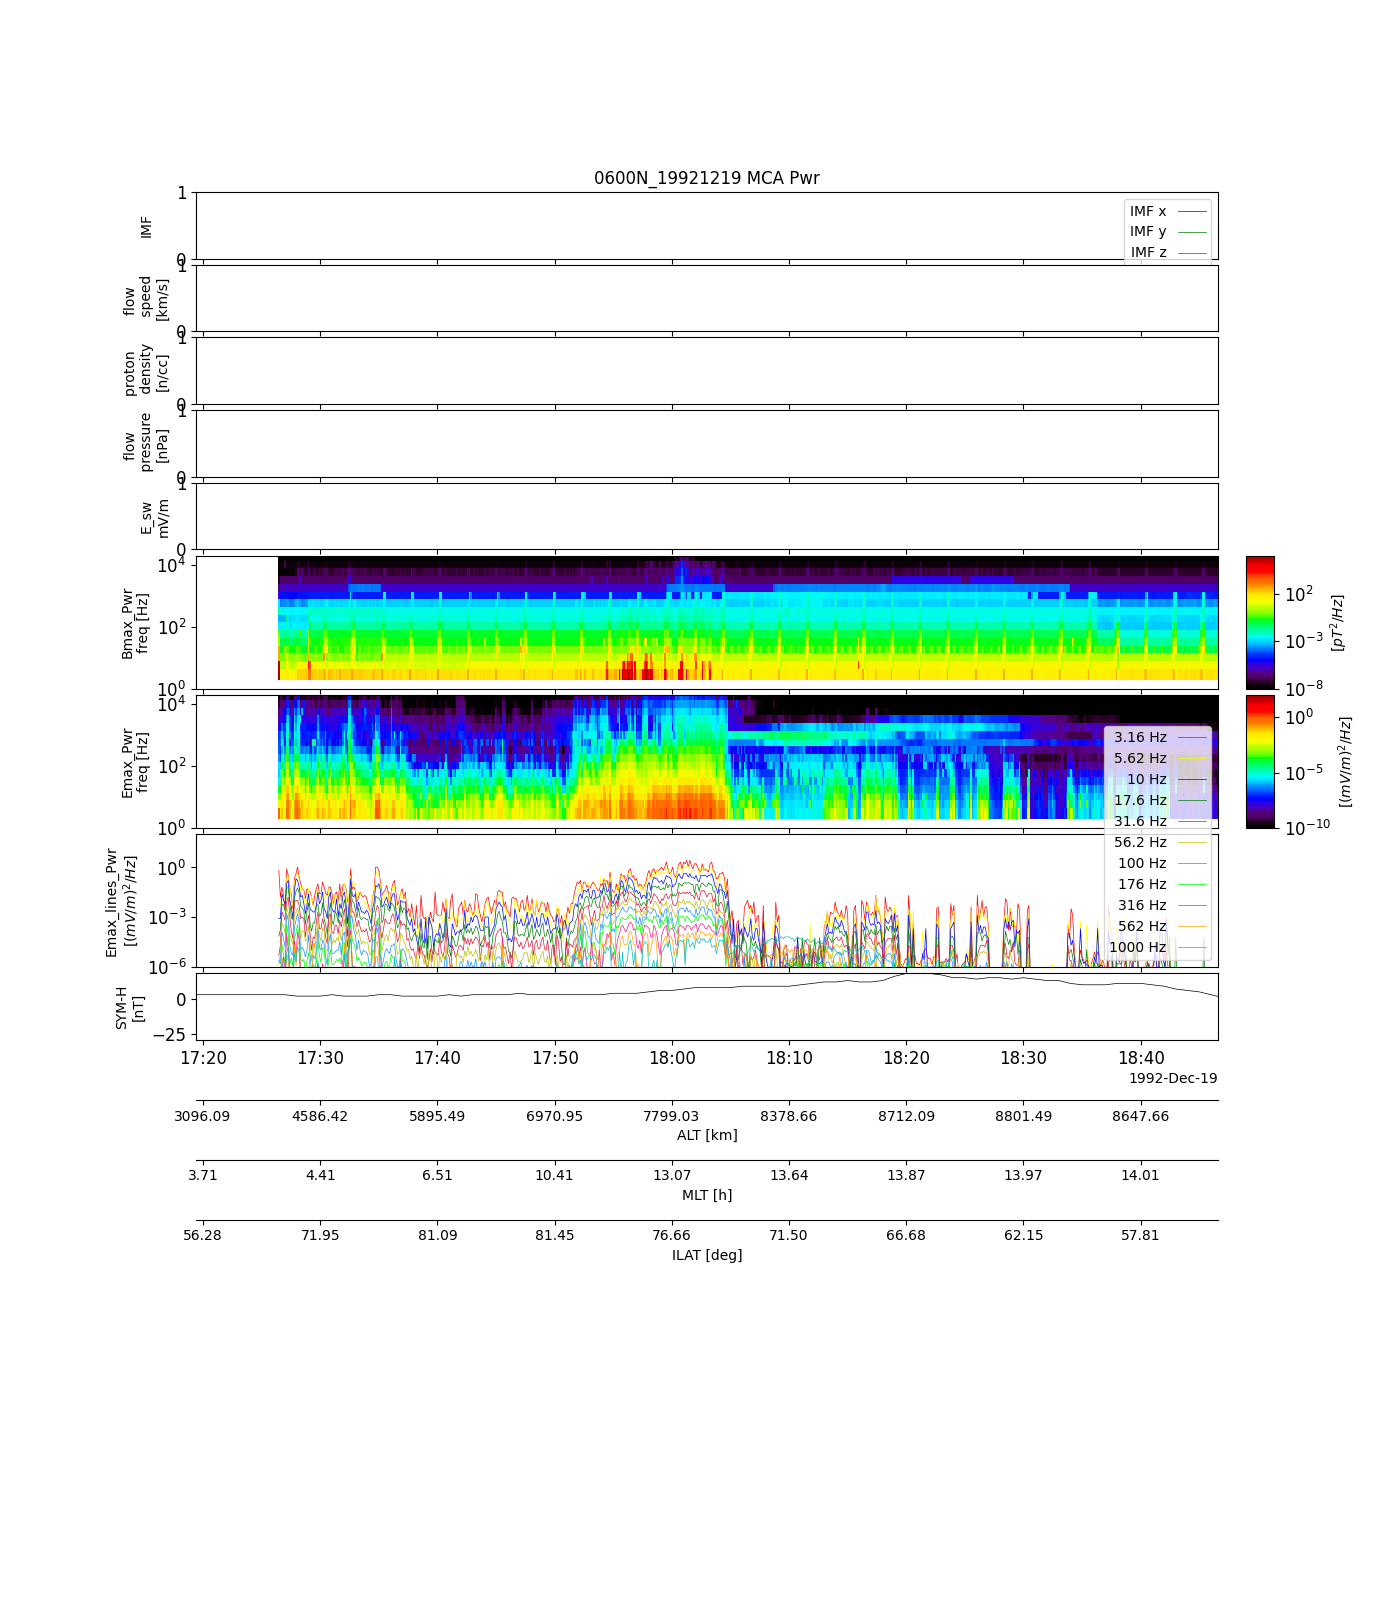 0600N_19921219 MCA Pwr
1
IMF
0
IMF x
IMF y
IMF z
1
flow
speed
[km/s]
0
1
proton
density
[n/cc]
0
1
flow
pressure
[nPa]
0
1
E_sw
mV/m
0
10^4
10^2
10^0
Bmax_Pwr
freq [Hz]
10^2
10^-3
10^-8
[pT^2/Hz]
10^4
10^2
10^0
Emax_Pwr
freq [Hz]
10^0
10^-5
10^-10
[(mV/m)^2/Hz]
3.16 Hz
5.62 Hz
10 Hz
17.6 Hz
31.6 Hz
56.2 Hz
100 Hz
176 Hz
316 Hz
562 Hz
1000 Hz
10^0
10^-3
10^-6
Emax_lines_Pwr
[(mV/m)^2/Hz]
SYM-H
[nT]
0
−25
17:20 17:30 17:40 17:50 18:00 18:10 18:20 18:30 18:40
1992-Dec-19
3096.09 4586.42 5895.49 6970.95 7799.03 8378.66 8712.09 8801.49 8647.66
ALT [km]
3.71 4.41 6.51 10.41 13.07 13.64 13.87 13.97 14.01
MLT [h]
56.28 71.95 81.09 81.45 76.66 71.50 66.68 62.15 57.81
ILAT [deg]